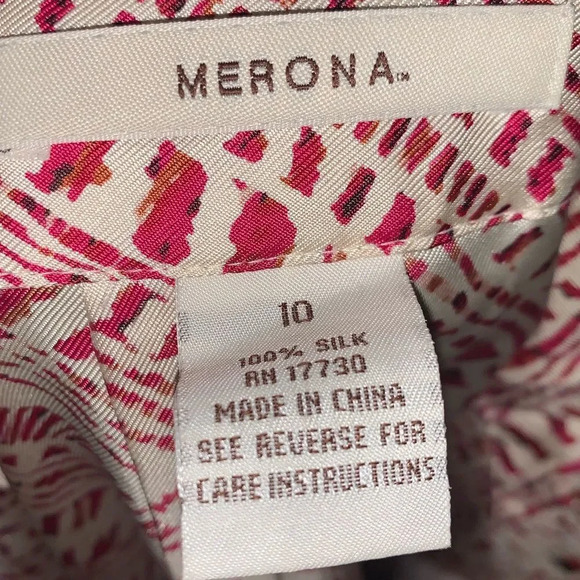 MERONA™
10
100% SILK
RN 17730
MADE IN CHINA
SEE REVERSE FOR
CARE INSTRUCTIONS